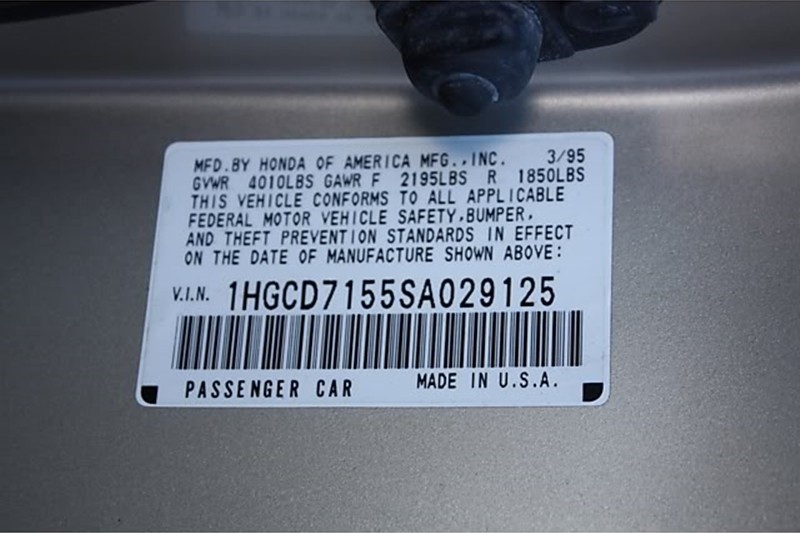 MFD.BY HONDA OF AMERICA MFG.,INC. 3/95
GVWR 4010LBS GAWR F 2195LBS R 1850LBS
THIS VEHICLE CONFORMS TO ALL APPLICABLE
FEDERAL MOTOR VEHICLE SAFETY,BUMPER,
AND THEFT PREVENTION STANDARDS IN EFFECT
ON THE DATE OF MANUFACTURE SHOWN ABOVE:
V.I.N. 1HGCD7155SA029125
PASSENGER CAR MADE IN U.S.A.